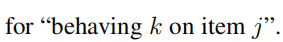 for “behaving k on item j”.